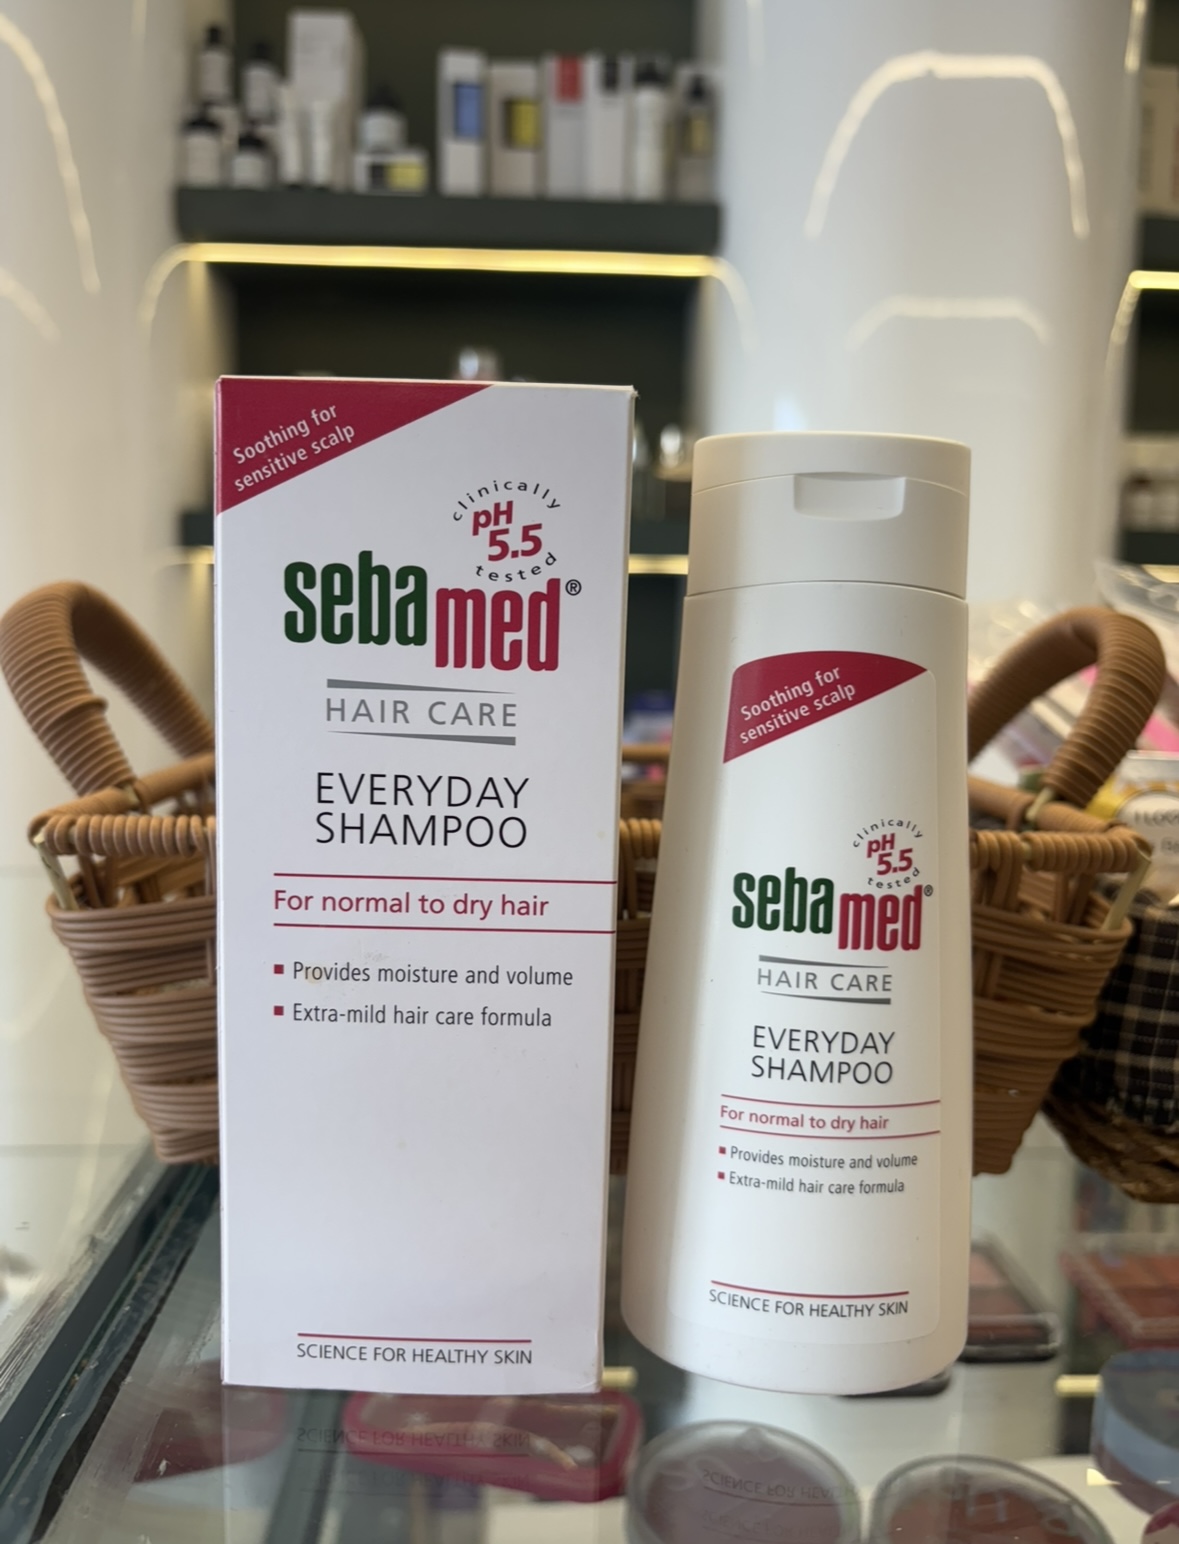 Soothing for
sensitive scalp
clinically
pH
5.5
tested
sebamed®
HAIR CARE
EVERYDAY
SHAMPOO
For normal to dry hair
Provides moisture and volume
Extra-mild hair care formula
SCIENCE FOR HEALTHY SKIN
Soothing for
sensitive scalp
clinically
pH
5.5
tested
sebamed®
HAIR CARE
EVERYDAY
SHAMPOO
For normal to dry hair
Provides moisture and volume
Extra-mild hair care formula
SCIENCE FOR HEALTHY SKIN